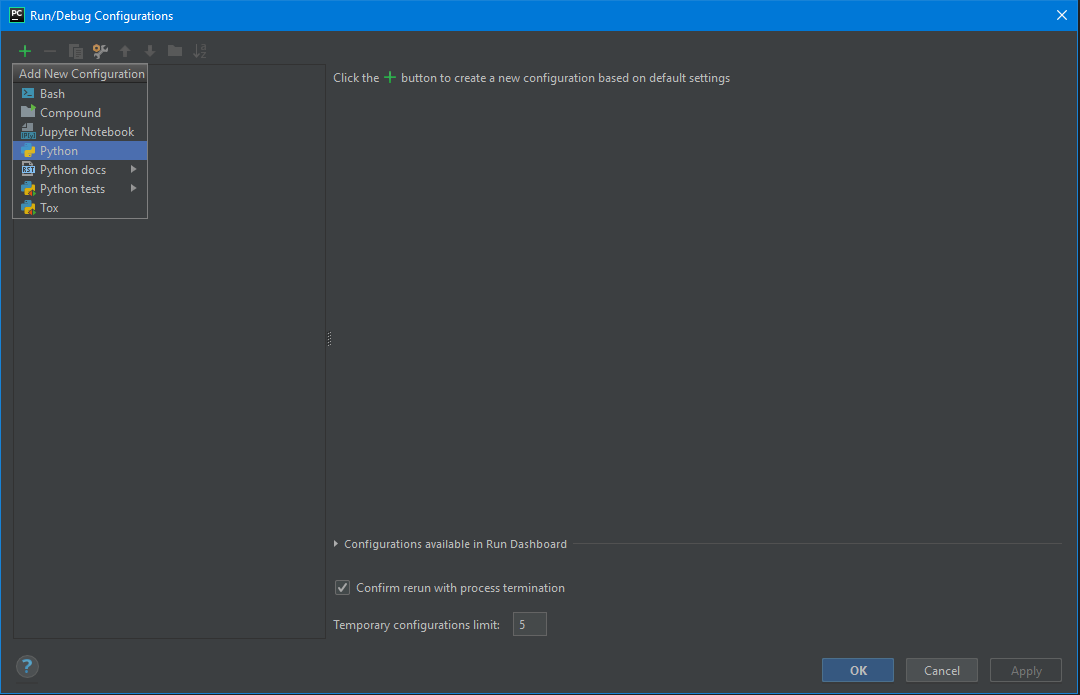 PC Run/Debug Configurations
Add New Configuration
Bash
Compound
Jupyter Notebook
Python
Python docs
Python tests
Tox
Click the + button to create a new configuration based on default settings
Configurations available in Run Dashboard
Confirm rerun with process termination
Temporary configurations limit: 5
?
OK Cancel Apply